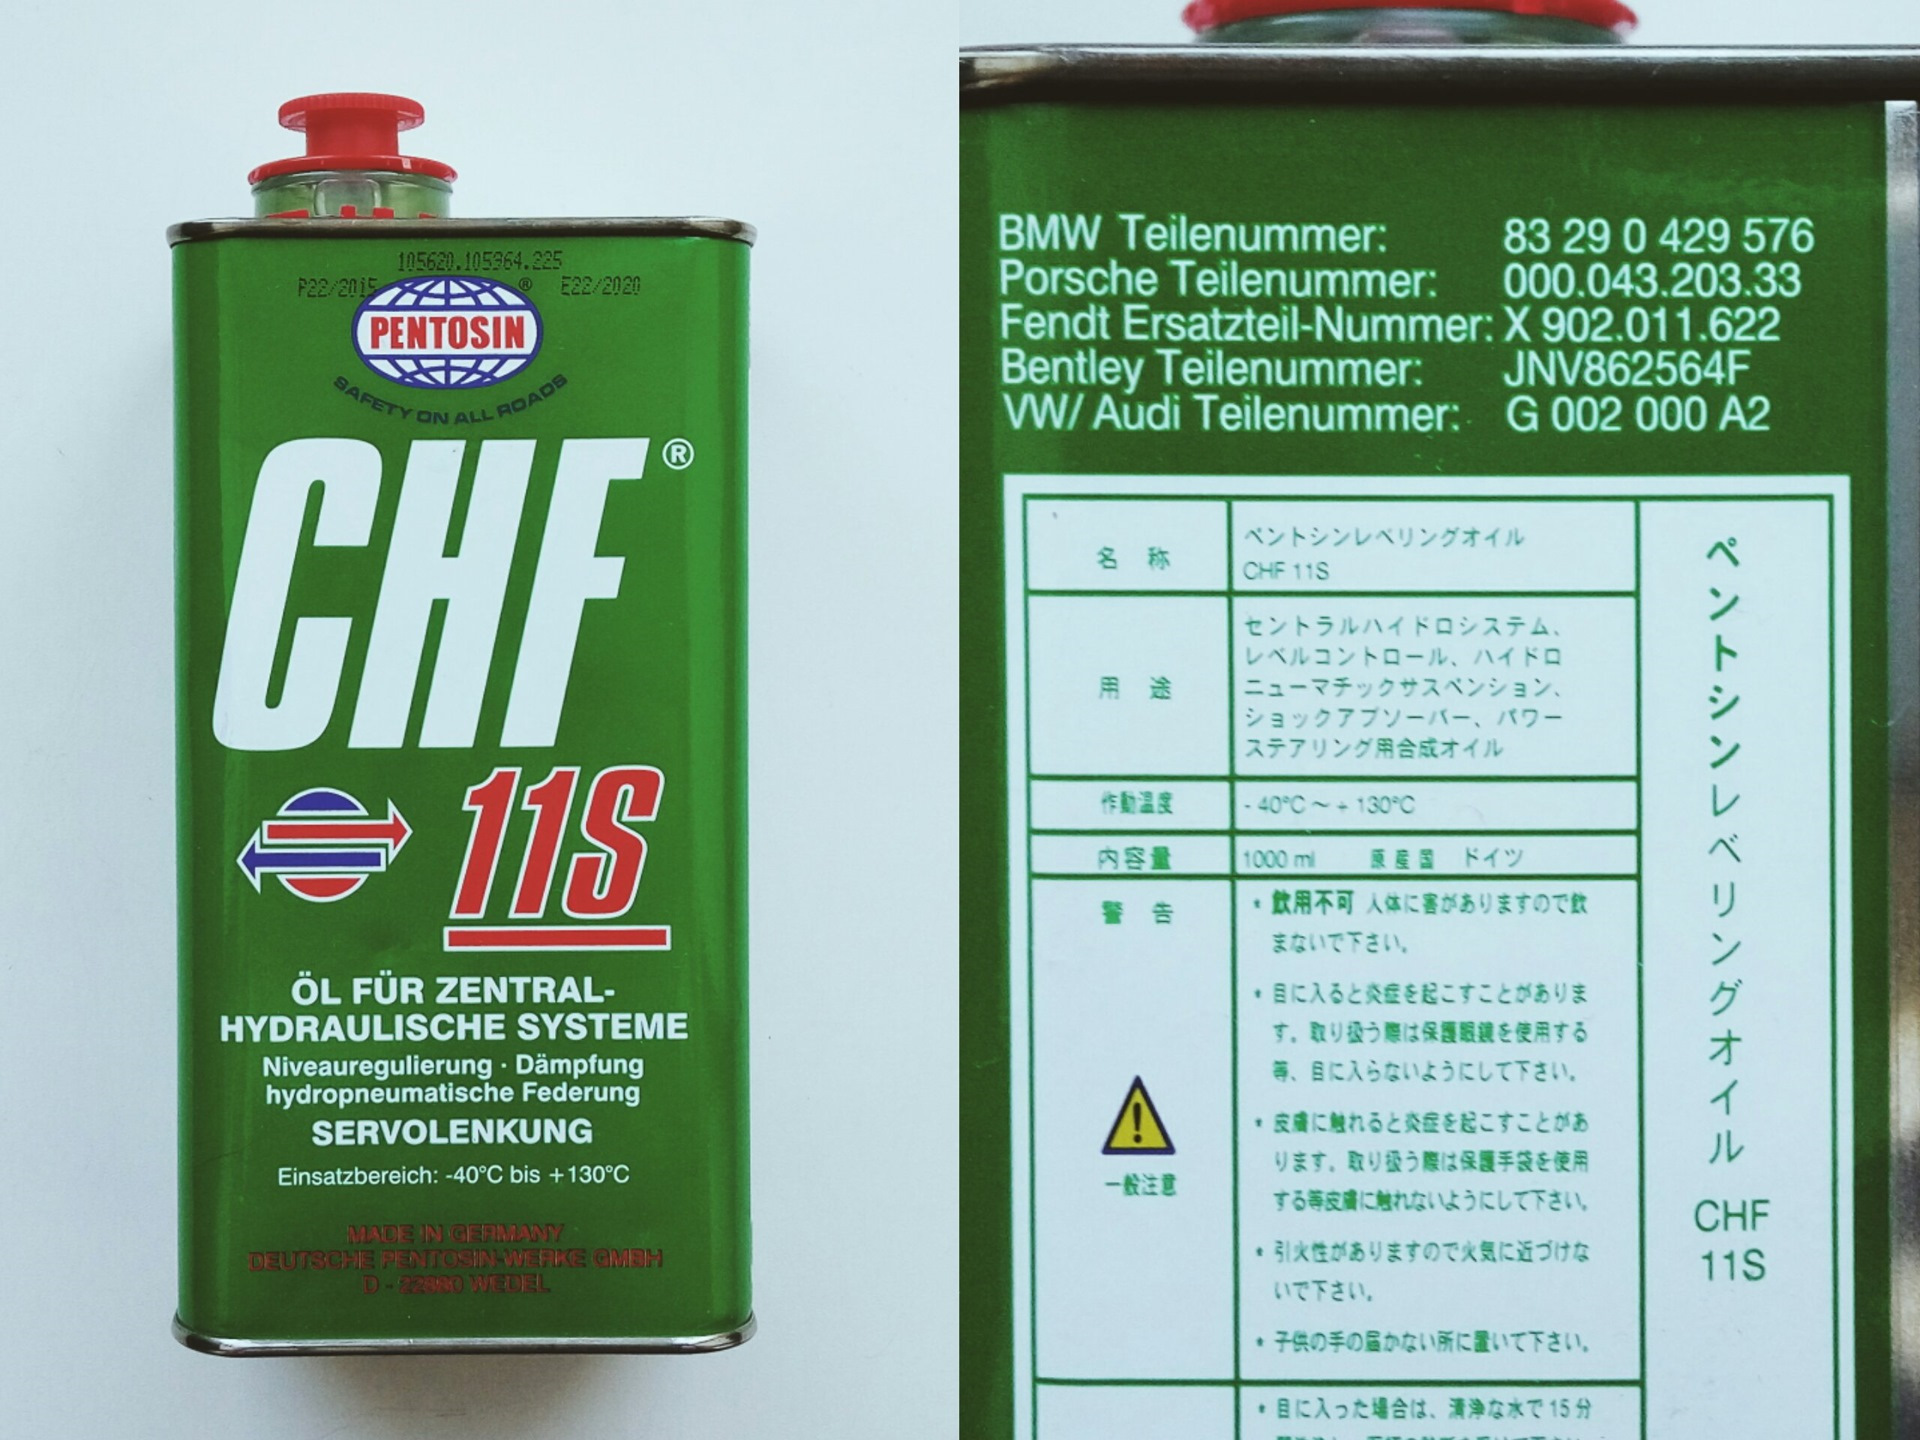 105620.105964.225
P22/2015 E22/2020
®
PENTOSIN
SAFETY ON ALL ROADS
CHF®
11S
ÖL FÜR ZENTRAL-
HYDRAULISCHE SYSTEME
Niveauregulierung · Dämpfung
hydropneumatische Federung
SERVOLENKUNG
Einsatzbereich: -40°C bis +130°C
MADE IN GERMANY
DEUTSCHE PENTOSIN-WERKE GMBH
D - 22880 WEDEL
BMW Teilenummer: 83 29 0 429 576
Porsche Teilenummer: 000.043.203.33
Fendt Ersatzteil-Nummer: X 902.011.622
Bentley Teilenummer: JNV862564F
VW/ Audi Teilenummer: G 002 000 A2
名 称
ペントシンレベリングオイル
CHF 11S
用 途
セントラルハイドロシステム、
レベルコントロール、ハイドロ
ニューマチックサスペンション、
ショックアブソーバー、パワー
ステアリング用合成オイル
作動温度
- 40°C ～ + 130°C
内容量
1000 ml 原産国 ドイツ
警 告
一般注意
* 飲用不可 人体に害がありますので飲
まないで下さい。
* 目に入ると炎症を起こすことがありま
す。取り扱う際は保護眼鏡を使用する
等、目に入らないようにして下さい。
* 皮膚に触れると炎症を起こすことがあ
ります。取り扱う際は保護手袋を使用
する等皮膚に触れないようにして下さい。
* 引火性がありますので火気に近づけな
いで下さい。
* 子供の手の届かない所に置いて下さい。
* 目に入った場合は、清浄な水で15分
ペントシンレベリングオイル
CHF
11S